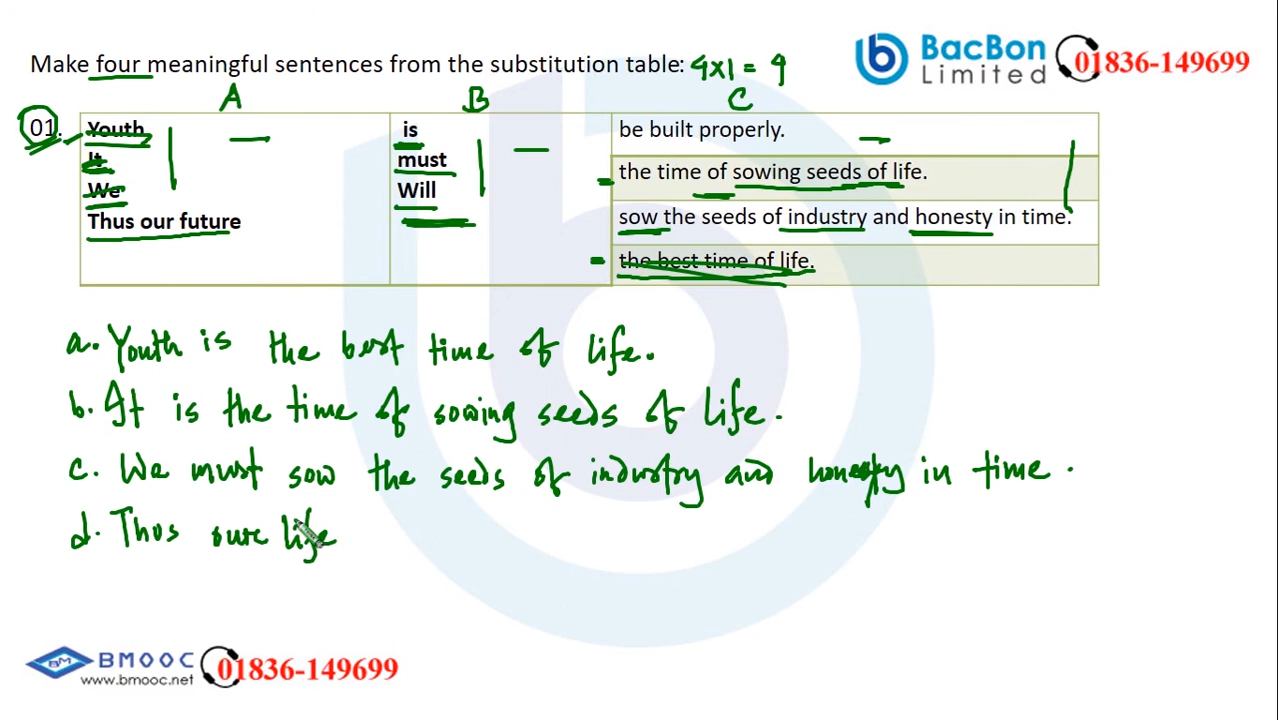 Make four meaningful sentences from the substitution table: 4x1 = 4
BacBon Limited 01836-149699
A B C
01. Youth is be built properly.
It must the time of sowing seeds of life.
We Will sow the seeds of industry and honesty in time.
Thus our future the best time of life.
a. Youth is the best time of life.
b. It is the time of sowing seeds of life.
c. We must sow the seeds of industry and honesty in time.
d. Thus our life
BMOOC 01836-149699
www.bmooc.net